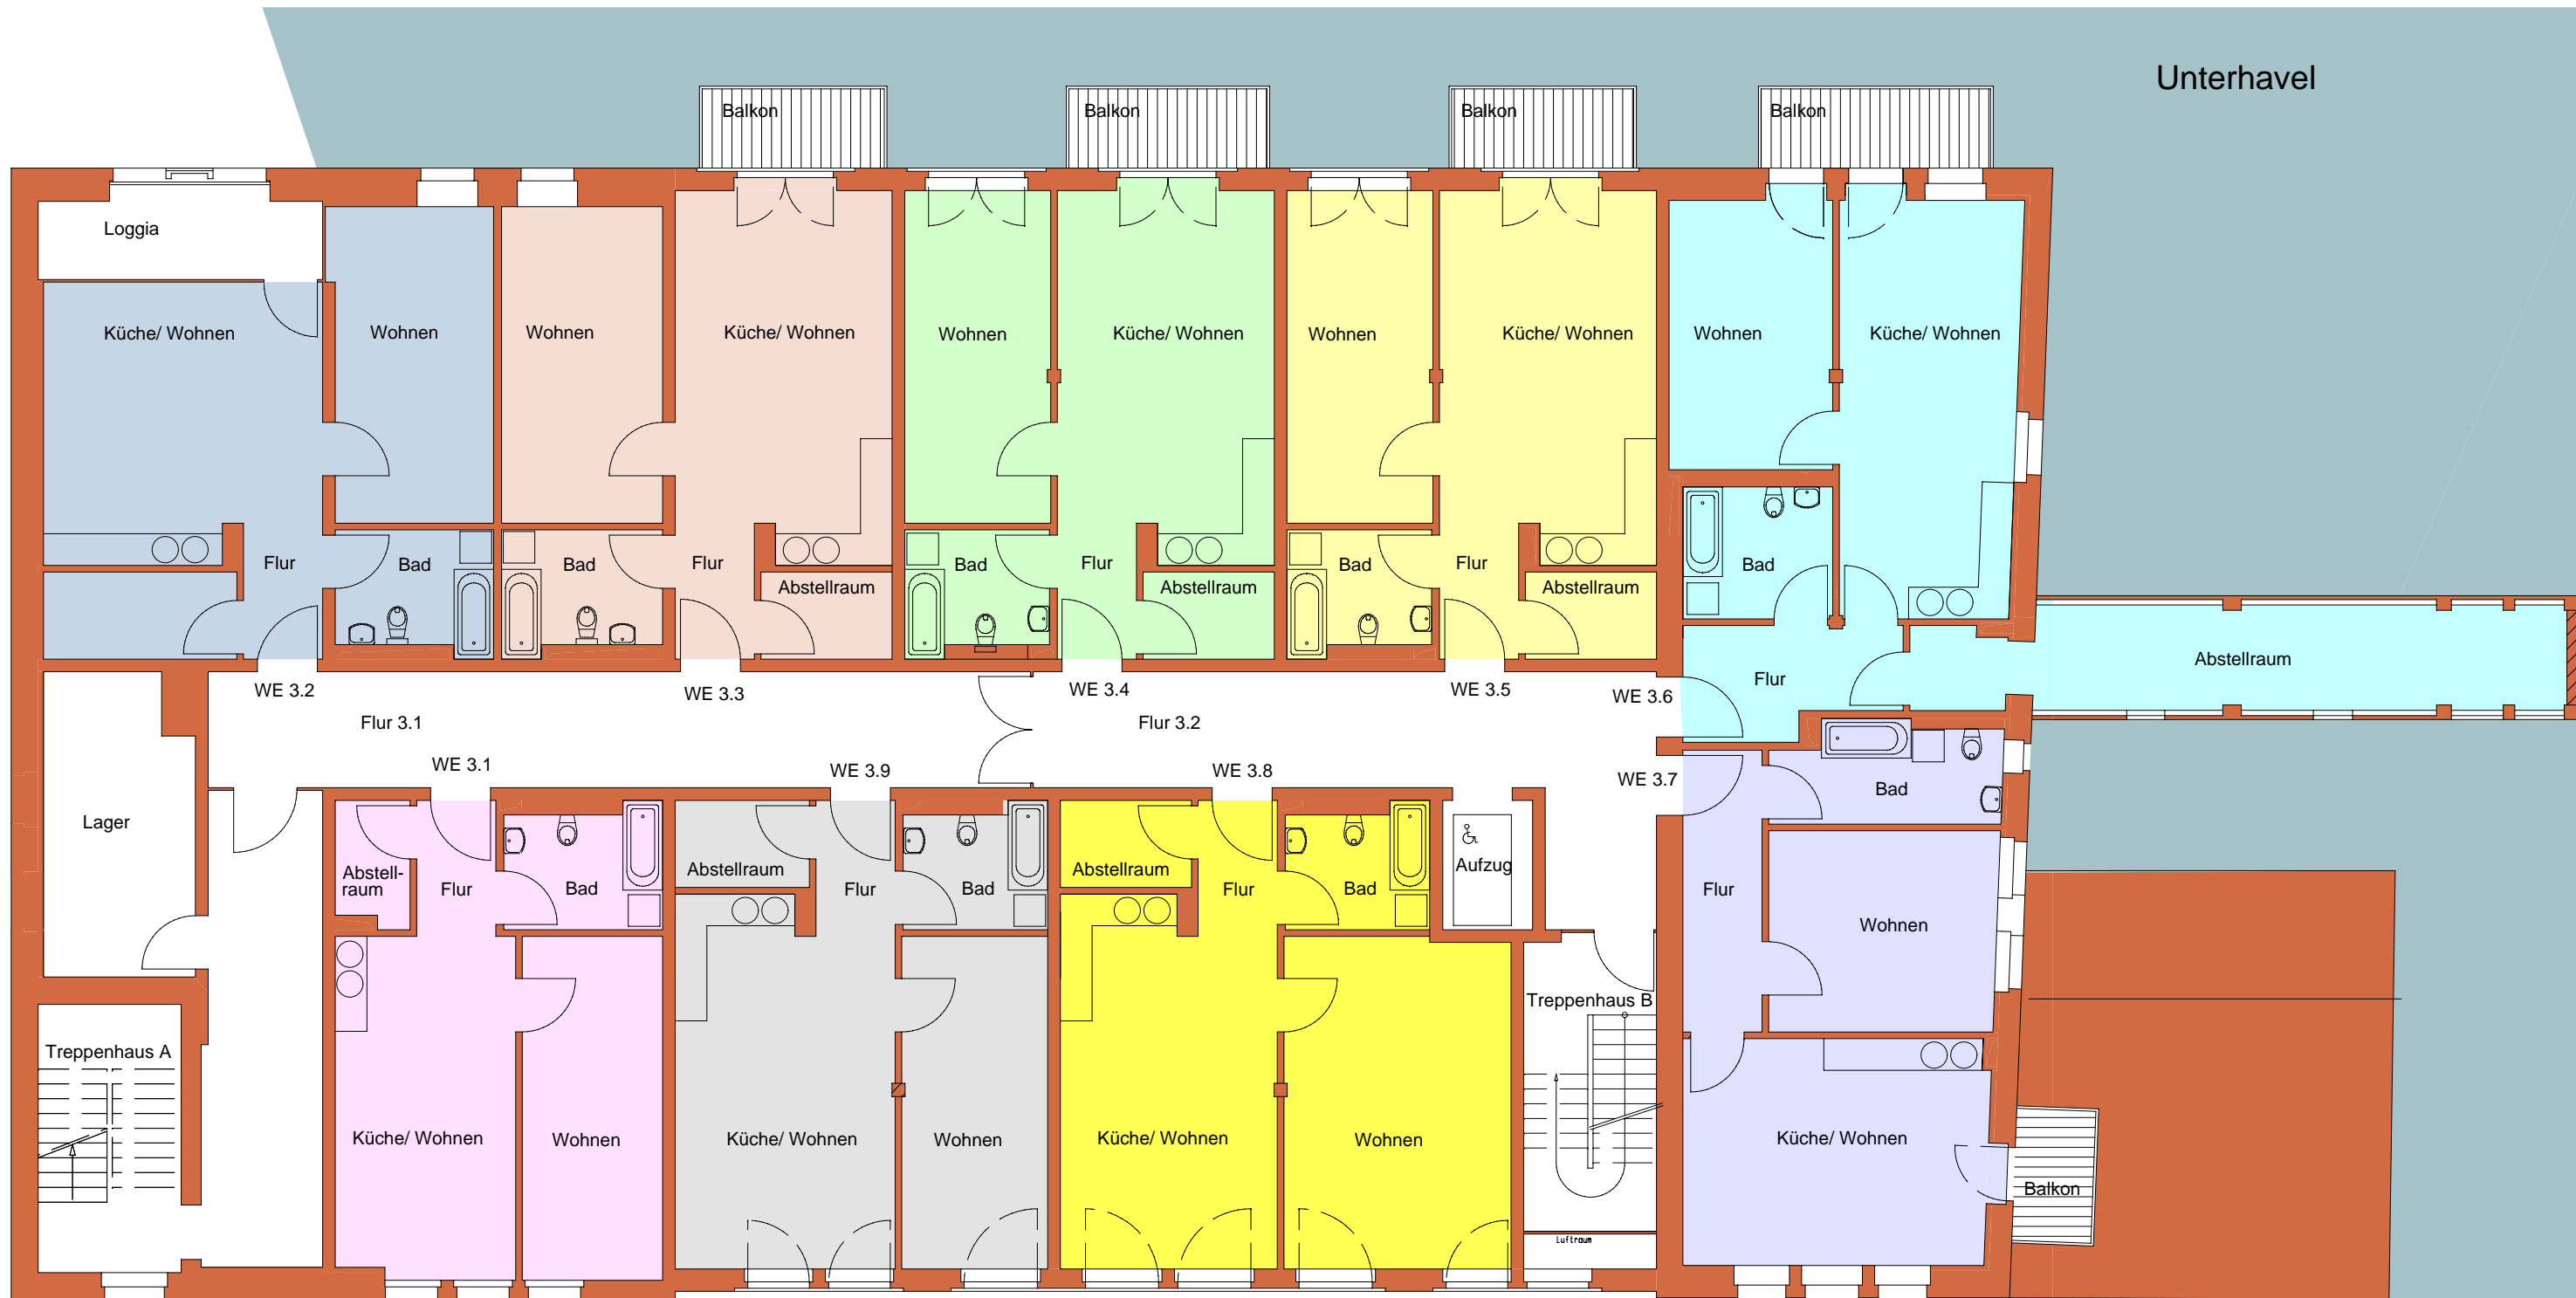 Unterhavel
Balkon
Balkon
Balkon
Balkon
Loggia
Küche/ Wohnen
Wohnen
Wohnen
Küche/ Wohnen
Wohnen
Küche/ Wohnen
Wohnen
Küche/ Wohnen
Wohnen
Küche/ Wohnen
Flur
Bad
Bad
Flur
Abstellraum
Bad
Flur
Abstellraum
Bad
Flur
Abstellraum
Bad
Flur
Abstellraum
WE 3.2
WE 3.3
WE 3.4
WE 3.5
WE 3.6
Flur 3.1
Flur 3.2
WE 3.1
WE 3.9
WE 3.8
WE 3.7
Lager
Abstell-
raum
Flur
Bad
Abstellraum
Flur
Bad
Abstellraum
Flur
Bad
Aufzug
Bad
Flur
Wohnen
Treppenhaus A
Treppenhaus B
Küche/ Wohnen
Wohnen
Küche/ Wohnen
Wohnen
Küche/ Wohnen
Wohnen
Küche/ Wohnen
Balkon
Luftraum